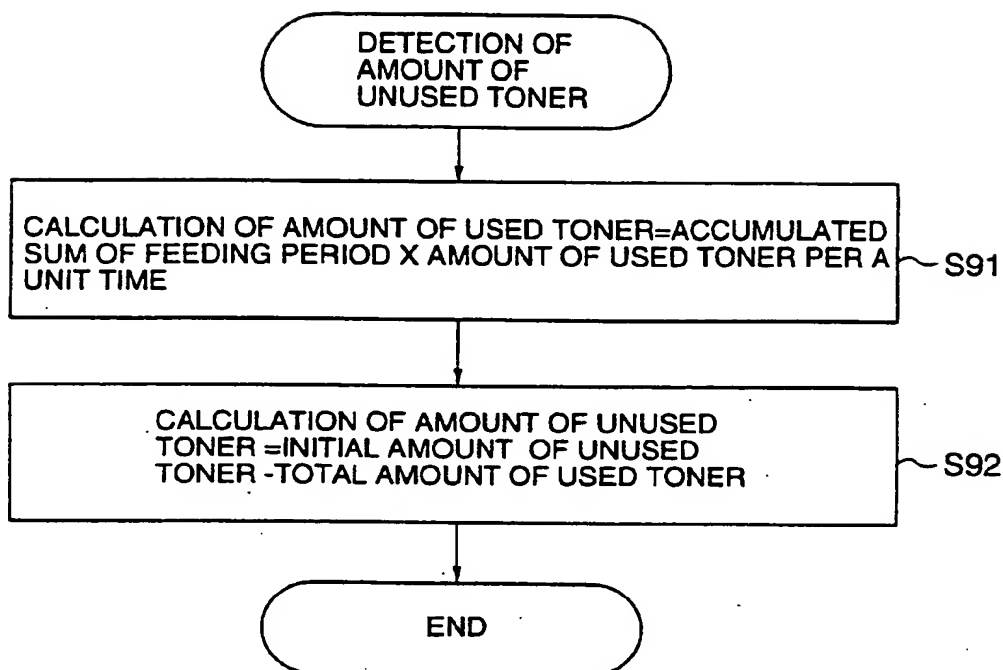 DETECTION OF
AMOUNT OF
UNUSED TONER
CALCULATION OF AMOUNT OF USED TONER=ACCUMULATED
SUM OF FEEDING PERIOD X AMOUNT OF USED TONER PER A
UNIT TIME
S91
CALCULATION OF AMOUNT OF UNUSED
TONER =INITIAL AMOUNT OF UNUSED
TONER -TOTAL AMOUNT OF USED TONER
S92
END